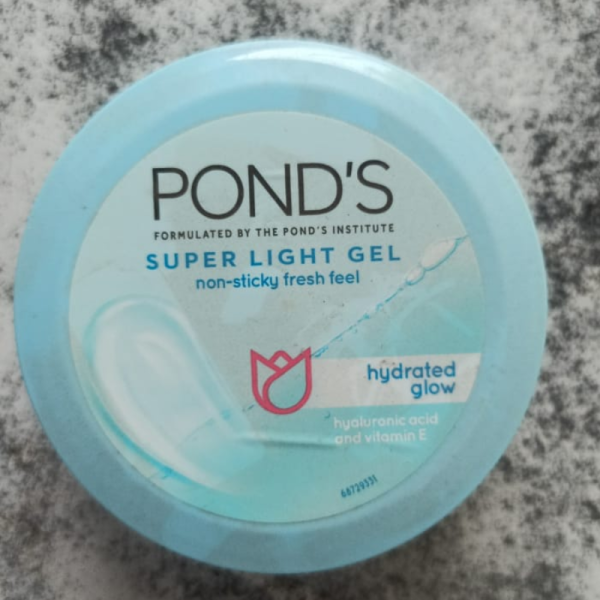 POND'S
FORMULATED BY THE POND'S INSTITUTE
SUPER LIGHT GEL
non-sticky fresh feel
hydrated
glow
hyaluronic acid
and vitamin E
68729331